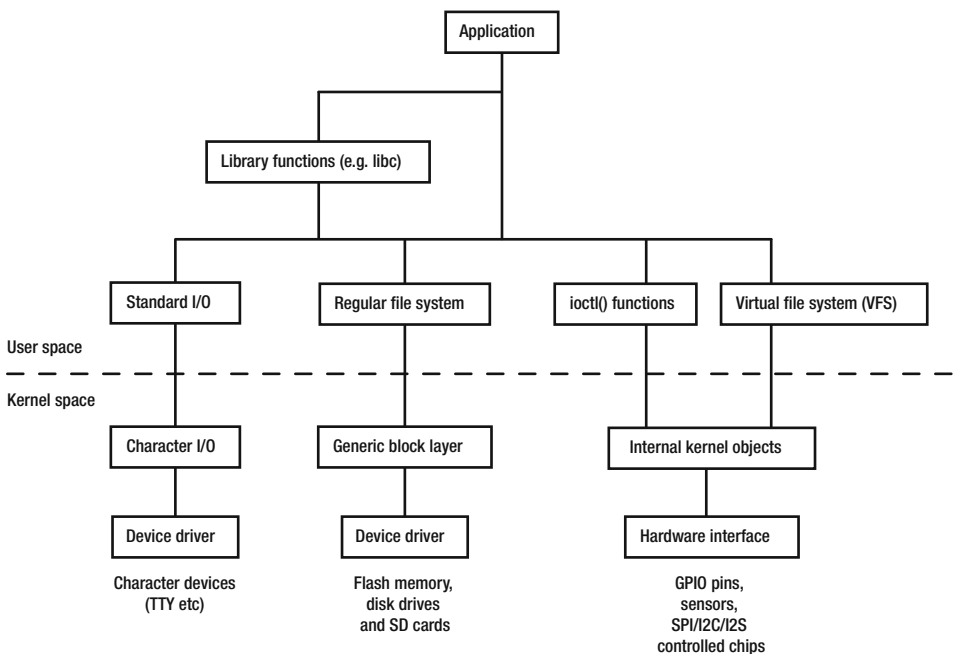 Application
Library functions (e.g. libc)
Standard I/O
Regular file system
ioctl() functions
Virtual file system (VFS)
User space
Kernel space
Character I/O
Generic block layer
Internal kernel objects
Device driver
Device driver
Hardware interface
Character devices
(TTY etc)
Flash memory,
disk drives
and SD cards
GPIO pins,
sensors,
SPI/I2C/I2S
controlled chips